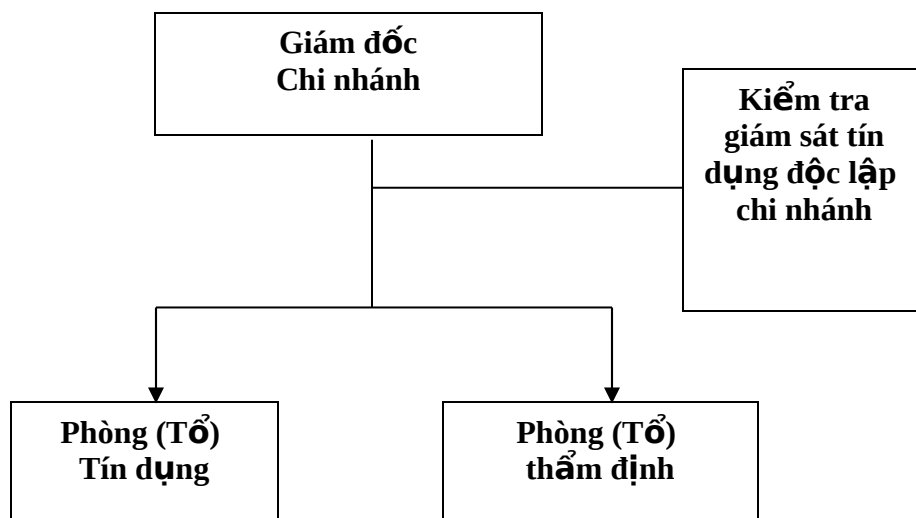 Giám đốc
Chi nhánh
Kiểm tra
giám sát tín
dụng độc lập
chi nhánh
Phòng (Tổ)
Tín dụng
Phòng (Tổ)
thẩm định